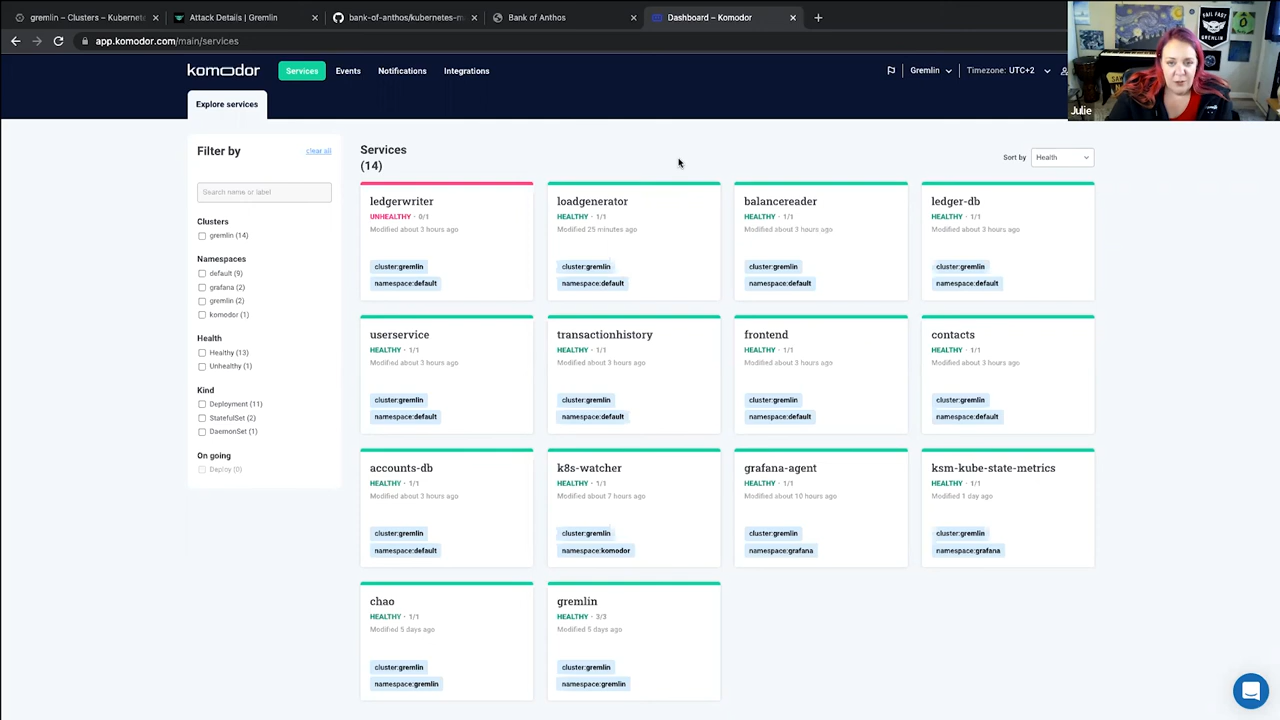 gremlin – Clusters – Kubernet
Attack Details | Gremlin
bank-of-anthos/kubernetes-m
Bank of Anthos
Dashboard – Komodor
app.komodor.com/main/services
FAIL FAST
GREMLIN
Julie
komodor
Services
Events
Notifications
Integrations
Gremlin
Timezone: UTC+2
Explore services
Filter by
clear all
Search name or label
Clusters
gremlin (14)
Namespaces
default (9)
grafana (2)
gremlin (2)
komodor (1)
Health
Healthy (13)
Unhealthy (1)
Kind
Deployment (11)
StatefulSet (2)
DaemonSet (1)
On going
Deploy (0)
Services
(14)
Sort by
Health
ledgerwriter
UNHEALTHY · 0/1
Modified about 3 hours ago
cluster:gremlin
namespace:default
loadgenerator
HEALTHY · 1/1
Modified 25 minutes ago
cluster:gremlin
namespace:default
balancereader
HEALTHY · 1/1
Modified about 3 hours ago
cluster:gremlin
namespace:default
ledger-db
HEALTHY · 1/1
Modified about 3 hours ago
cluster:gremlin
namespace:default
userservice
HEALTHY · 1/1
Modified about 3 hours ago
cluster:gremlin
namespace:default
transactionhistory
HEALTHY · 1/1
Modified about 3 hours ago
cluster:gremlin
namespace:default
frontend
HEALTHY · 1/1
Modified about 3 hours ago
cluster:gremlin
namespace:default
contacts
HEALTHY · 1/1
Modified about 3 hours ago
cluster:gremlin
namespace:default
accounts-db
HEALTHY · 1/1
Modified about 3 hours ago
cluster:gremlin
namespace:default
k8s-watcher
HEALTHY · 1/1
Modified about 7 hours ago
cluster:gremlin
namespace:komodor
grafana-agent
HEALTHY · 1/1
Modified about 10 hours ago
cluster:gremlin
namespace:grafana
ksm-kube-state-metrics
HEALTHY · 1/1
Modified 1 day ago
cluster:gremlin
namespace:grafana
chao
HEALTHY · 1/1
Modified 5 days ago
cluster:gremlin
namespace:gremlin
gremlin
HEALTHY · 3/3
Modified 5 days ago
cluster:gremlin
namespace:gremlin